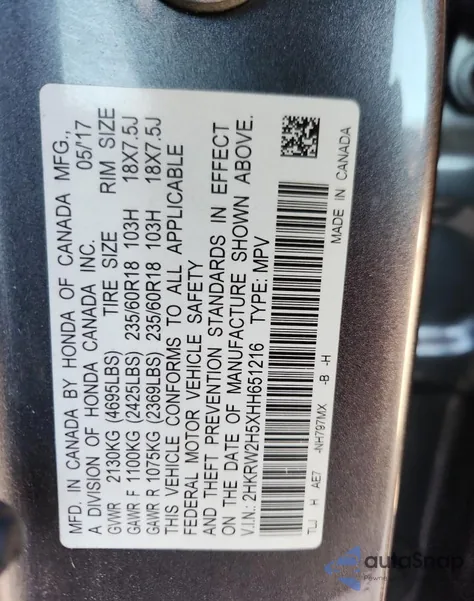 MFD. IN CANADA BY HONDA OF CANADA MFG.,
A DIVISION OF HONDA CANADA INC. 05/'17
GVWR 2130KG (4695LBS) TIRE SIZE RIM SIZE
GAWR F 1100KG (2425LBS) 235/60R18 103H 18X7.5J
GAWR R 1075KG (2369LBS) 235/60R18 103H 18X7.5J
THIS VEHICLE CONFORMS TO ALL APPLICABLE
FEDERAL MOTOR VEHICLE SAFETY
AND THEFT PREVENTION STANDARDS IN EFFECT
ON THE DATE OF MANUFACTURE SHOWN ABOVE.
V.I.N.: 2HKRW2H5XHH651216 TYPE: MPV
TLJ H AE7 -NH797MX -B -H
MADE IN CANADA
autoSnap